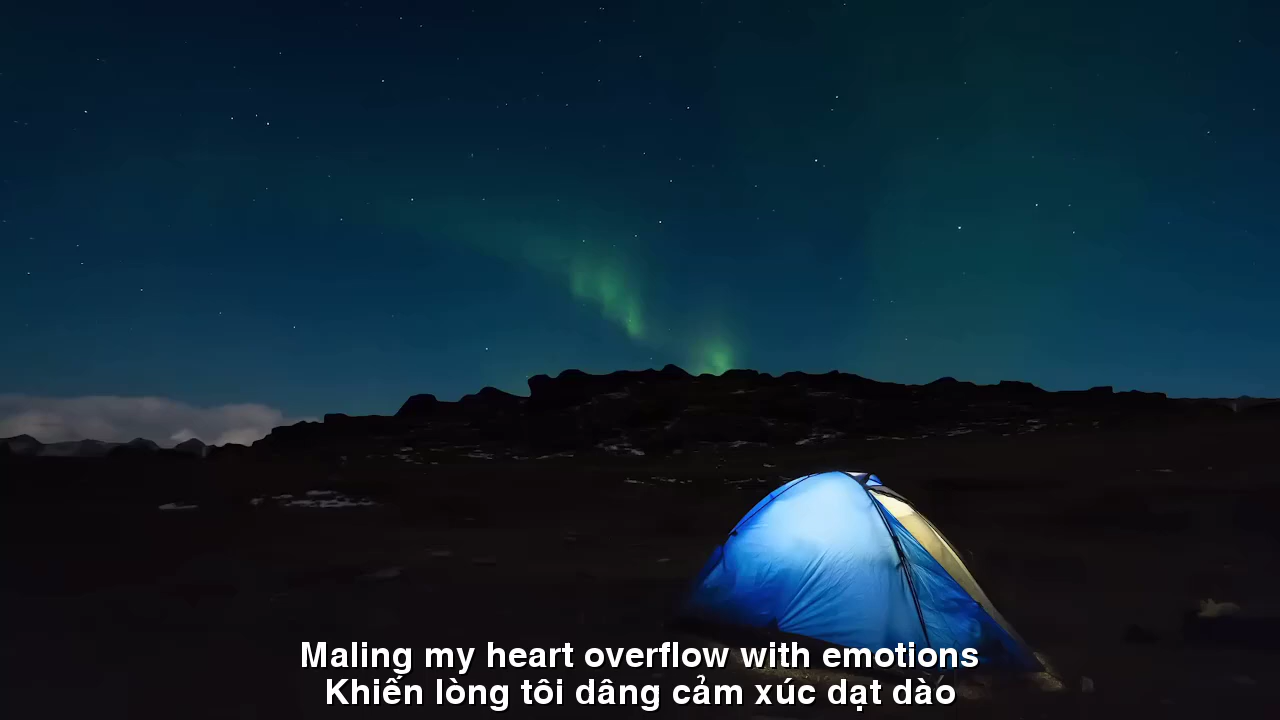 Maling my heart overflow with emotions
Khiến lòng tôi dâng cảm xúc dạt dào